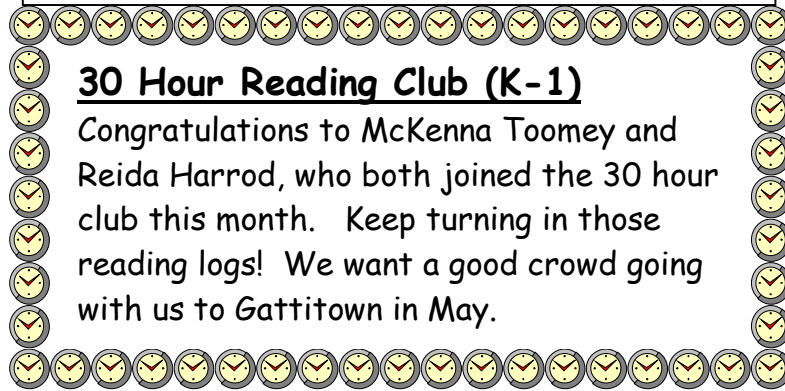 30 Hour Reading Club (K-1)
Congratulations to McKenna Toomey and
Reida Harrod, who both joined the 30 hour
club this month.   Keep turning in those
reading logs!  We want a good crowd going
with us to Gattitown in May.